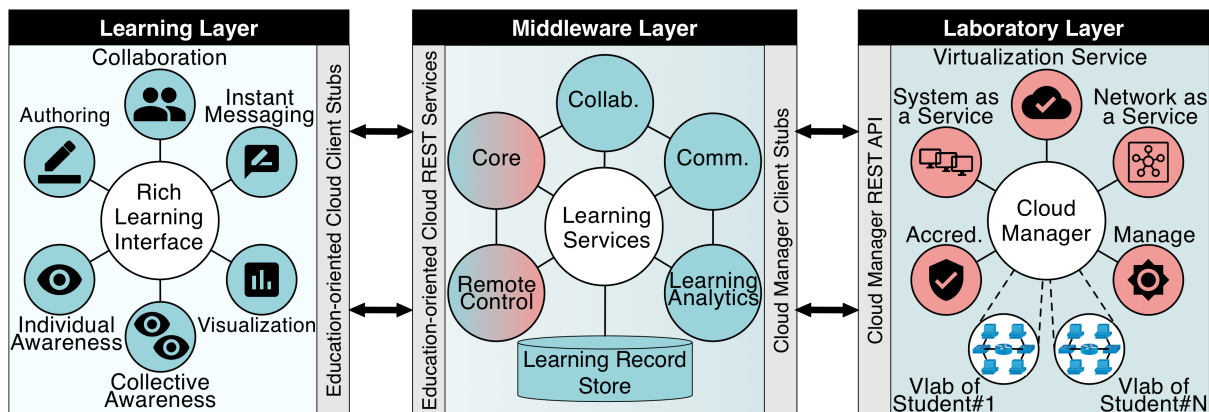 Learning Layer
Collaboration
Authoring
Instant
Messaging
Rich
Learning
Interface
Individual
Awareness
Visualization
Collective
Awareness
Education-oriented Cloud Client Stubs
Middleware Layer
Education-oriented Cloud REST Services
Collab.
Core
Comm.
Learning
Services
Remote
Control
Learning
Analytics
Learning Record
Store
Cloud Manager Client Stubs
Laboratory Layer
Cloud Manager REST API
Virtualization Service
System as
a Service
Network as
a Service
Cloud
Manager
Accred.
Manage
Vlab of
Student#1
Vlab of
Student#N